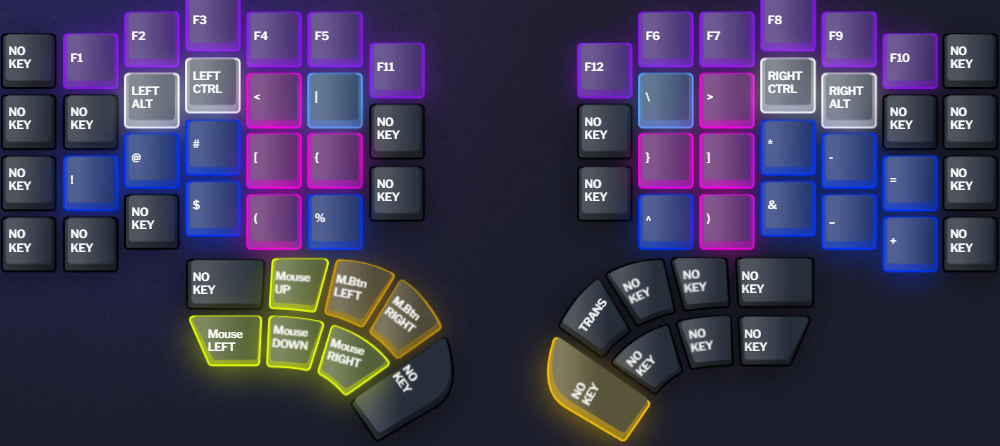 F3
F8
F2
F4
F5
F6
F7
F9
NO
KEY
F1
F11
F12
F10
NO
KEY
LEFT
ALT
LEFT
CTRL
<
|
\
>
RIGHT
CTRL
RIGHT
ALT
NO
KEY
NO
KEY
NO
KEY
NO
KEY
NO
KEY
NO
KEY
@
#
[
{
}
]
*
-
NO
KEY
!
NO
KEY
NO
KEY
=
NO
KEY
NO
KEY
$
(
%
^
)
&
_
NO
KEY
NO
KEY
+
NO
KEY
NO
KEY
Mouse
UP
M.Btn
LEFT
M.Btn
RIGHT
TRANS
NO
KEY
NO
KEY
NO
KEY
Mouse
LEFT
Mouse
DOWN
Mouse
RIGHT
NO
KEY
NO
KEY
NO
KEY
NO
KEY
NO
KEY